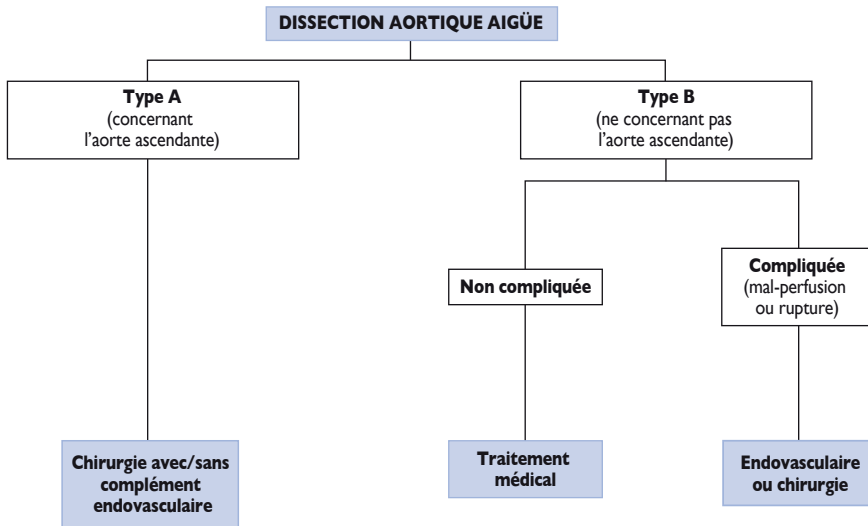 DISSECTION AORTIQUE AIGÜE
Type A
(concernant
l'aorte ascendante)
Type B
(ne concernant pas
l'aorte ascendante)
Non compliquée
Compliquée
(mal-perfusion
ou rupture)
Chirurgie avec/sans
complément
endovasculaire
Traitement
médical
Endovasculaire
ou chirurgie